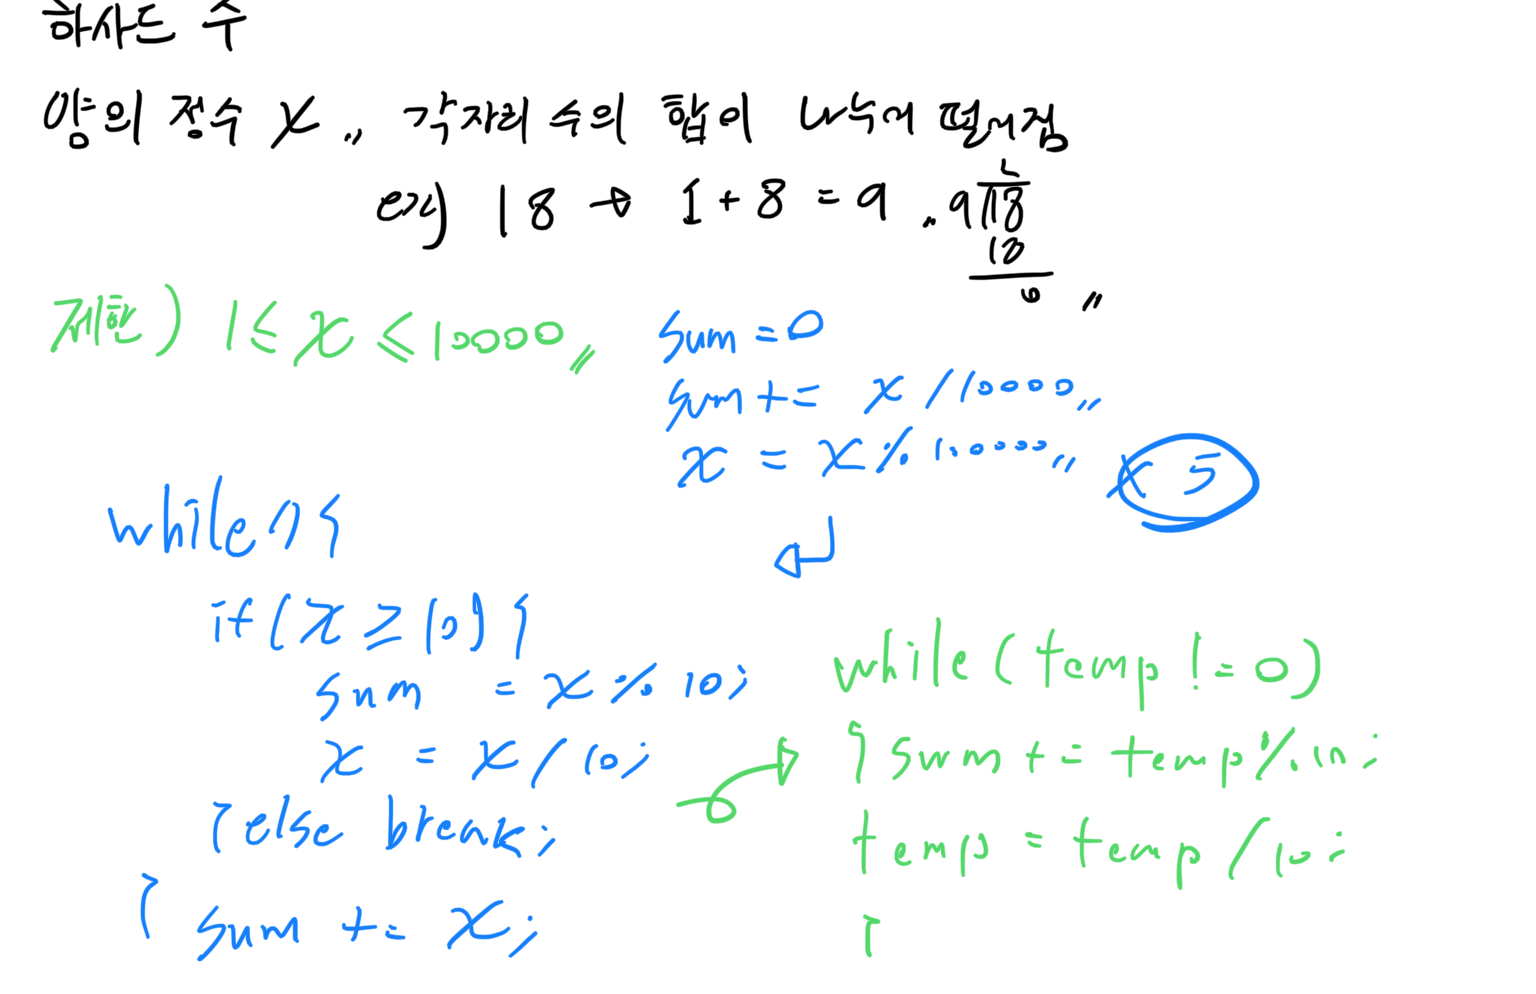 하샤드 수
양의 정수 x 〃 각자리 수의 합이 나누어 떨어짐
ex) 18 → 1 + 8 = 9 〃 9)18
2
18
0 〃
제한) 1 ≤ x ≤ 10000 〃
sum = 0
sum += x / 10000 〃
x = x % 10000 〃
x 5
while() {
if(x ≥ 10) {
sum = x % 10;
x = x / 10;
} else break;
}
sum += x;
while (temp != 0)
{ sum += temp % 10;
temp = temp / 10;
}